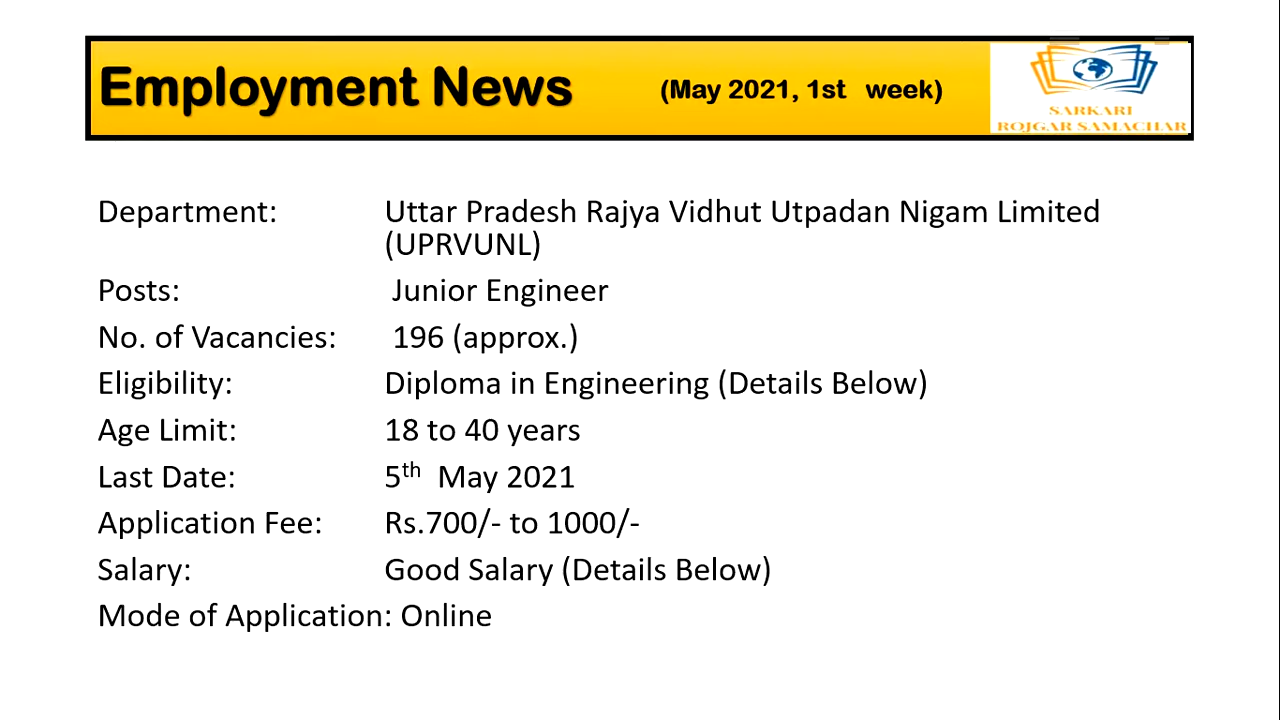 Employment News (May 2021, 1st week)
SARKARI
ROJGAR SAMACHAR
Department: Uttar Pradesh Rajya Vidhut Utpadan Nigam Limited
(UPRVUNL)
Posts: Junior Engineer
No. of Vacancies: 196 (approx.)
Eligibility: Diploma in Engineering (Details Below)
Age Limit: 18 to 40 years
Last Date: 5th May 2021
Application Fee: Rs.700/- to 1000/-
Salary: Good Salary (Details Below)
Mode of Application: Online